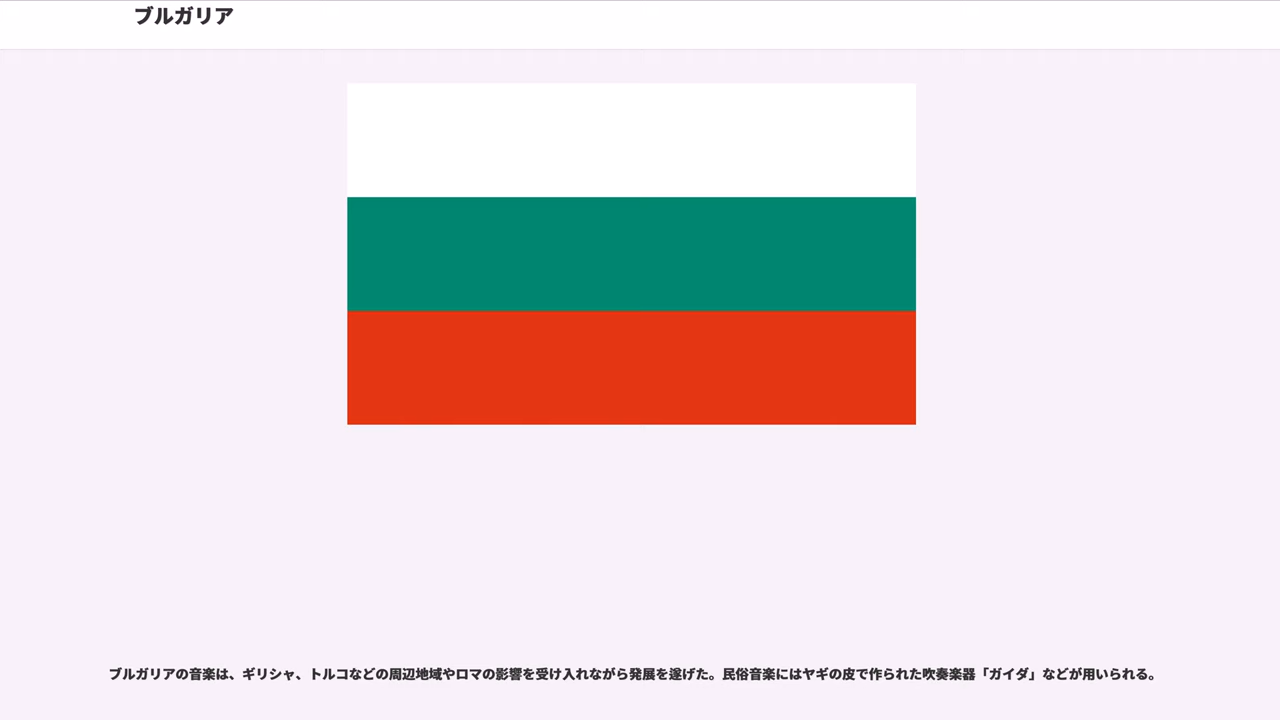 ブルガリア
ブルガリアの音楽は、ギリシャ、トルコなどの周辺地域やロマの影響を受け入れながら発展を遂げた。民俗音楽にはヤギの皮で作られた吹奏楽器「ガイダ」などが用いられる。